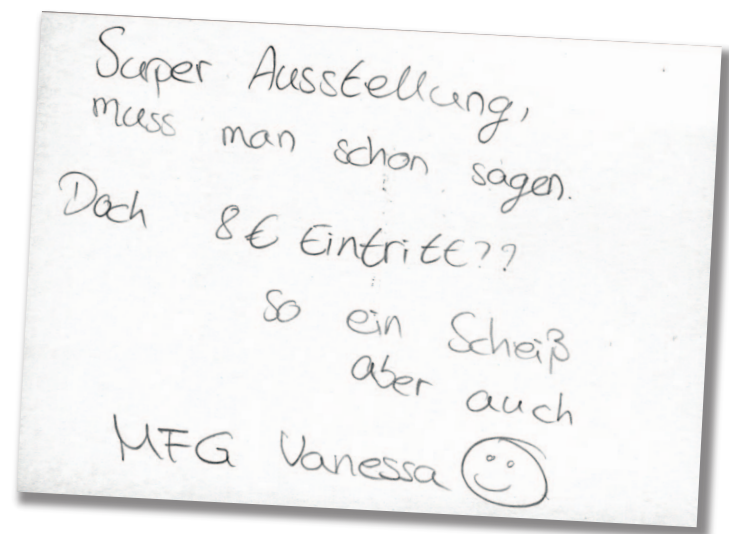 Super Ausstellung,
muss man schon sagen.
Doch 8€ Eintritt??
so ein Scheiß
aber auch
MFG Vanessa